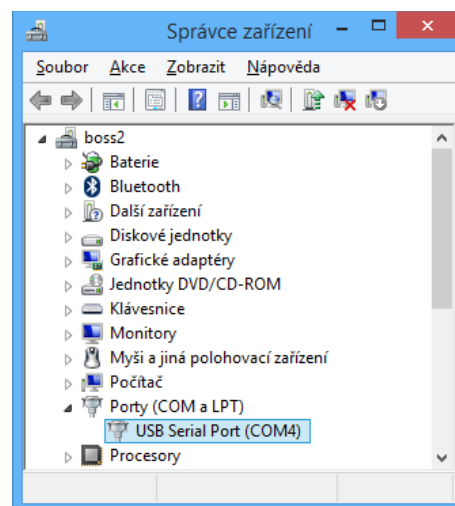 Správce zařízení
Soubor Akce Zobrazit Nápověda
boss2
Baterie
Bluetooth
Další zařízení
Diskové jednotky
Grafické adaptéry
Jednotky DVD/CD-ROM
Klávesnice
Monitory
Myši a jiná polohovací zařízení
Počítač
Porty (COM a LPT)
USB Serial Port (COM4)
Procesory